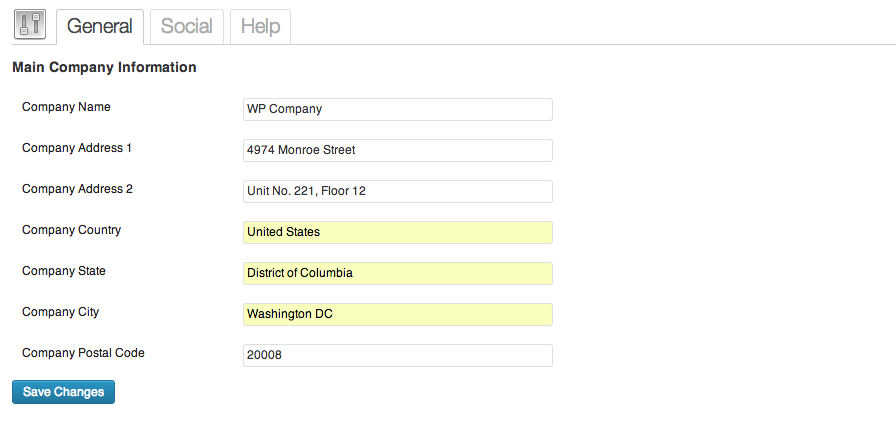 General Social Help
Main Company Information
Company Name WP Company
Company Address 1 4974 Monroe Street
Company Address 2 Unit No. 221, Floor 12
Company Country United States
Company State District of Columbia
Company City Washington DC
Company Postal Code 20008
Save Changes